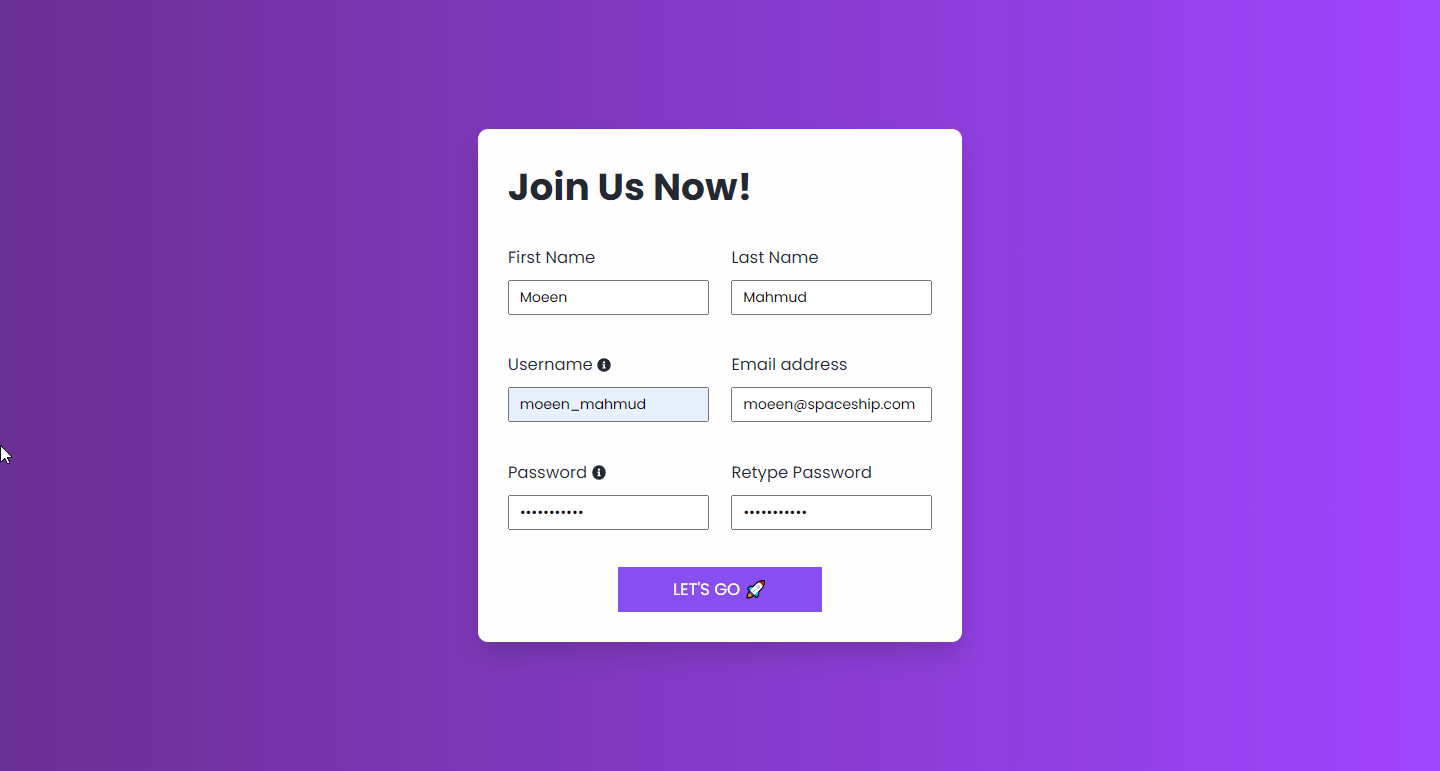 Join Us Now!
First Name Last Name
Moeen Mahmud
Username Email address
moeen_mahmud moeen@spaceship.com
Password Retype Password
••••••••••• •••••••••••
LET'S GO 🚀